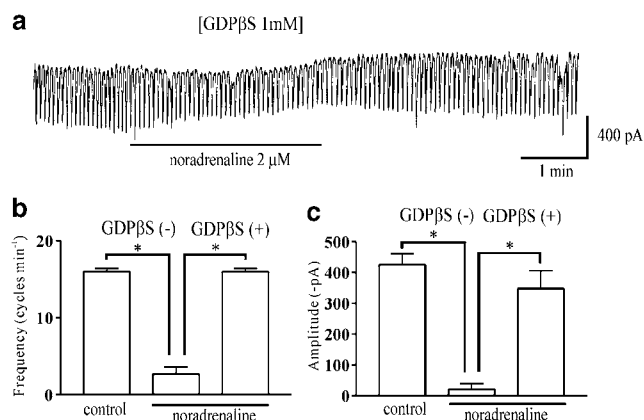 a
[GDPβS 1mM]
noradrenaline 2 μM
400 pA
1 min
b
GDPβS (-) GDPβS (+)
* *
Frequency (cycles min⁻¹)
20
10
0
control
noradrenaline
c
GDPβS (-) GDPβS (+)
* *
Amplitude (-pA)
500
400
300
200
100
0
control
noradrenaline